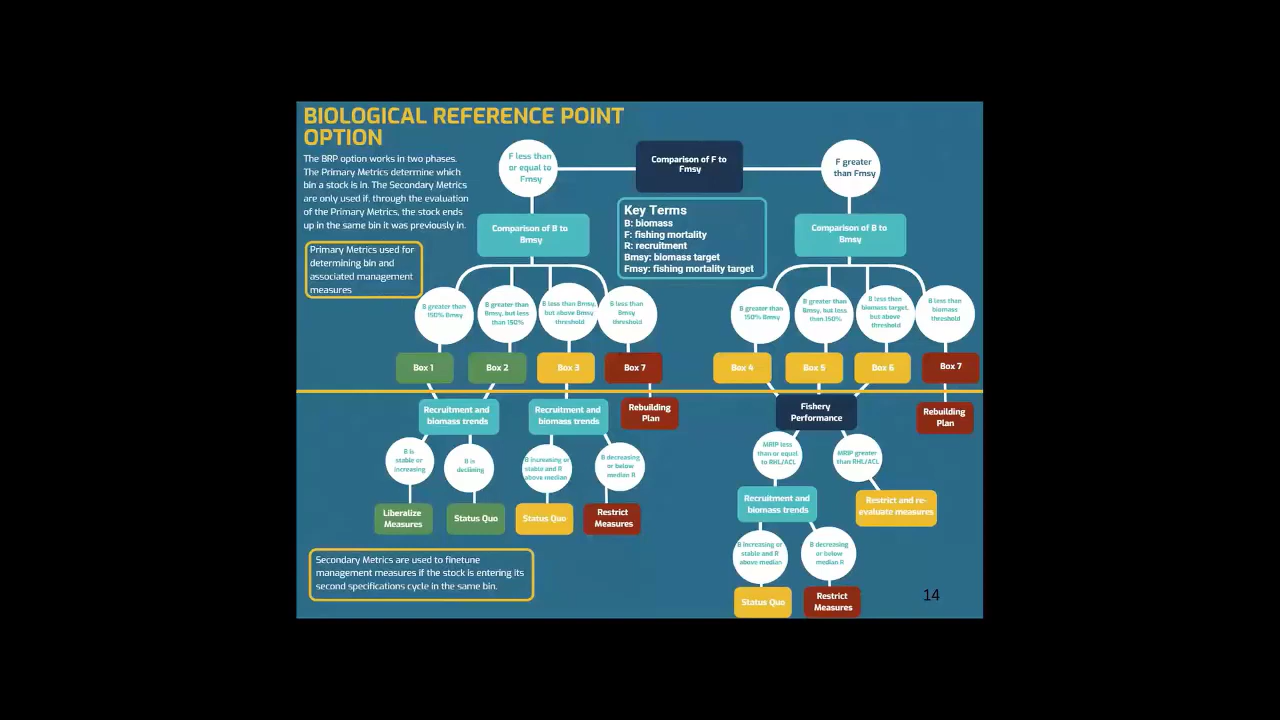 BIOLOGICAL REFERENCE POINT
OPTION
The BRP option works in two phases.
The Primary Metrics determine which
bin a stock is in. The Secondary Metrics
are only used if, through the evaluation
of the Primary Metrics, the stock ends
up in the same bin it was previously in.
F less than
or equal to
Fmsy
Comparison of F to
Fmsy
F greater
than Fmsy
Key Terms
B: biomass
F: fishing mortality
R: recruitment
Bmsy: biomass target
Fmsy: fishing mortality target
Comparison of B to
Bmsy
Comparison of B to
Bmsy
Primary Metrics used for
determining bin and
associated management
measures
B greater than
150% Bmsy
B greater than
Bmsy, but less
than 150%
B less than Bmsy,
but above Bmsy
threshold
B less than
Bmsy
threshold
B greater than
150% Bmsy
B greater than
Bmsy, but less
than 150%
B less than
biomass target,
but above
threshold
B less than
biomass
threshold
Box 1
Box 2
Box 3
Box 7
Box 4
Box 5
Box 6
Box 7
Recruitment and
biomass trends
Recruitment and
biomass trends
Rebuilding
Plan
Fishery
Performance
Rebuilding
Plan
B is
stable or
increasing
B is
declining
B increasing or
stable and R
above median
B decreasing
or below
median R
MRIP less
than or equal
to RHL/ACL
MRIP greater
than RHL/ACL
Liberalize
Measures
Status Quo
Status Quo
Restrict
Measures
Recruitment and
biomass trends
Restrict and re-
evaluate measures
B increasing or
stable and R
above median
B decreasing
or below
median R
Status Quo
Restrict
Measures
Secondary Metrics are used to finetune
management measures if the stock is entering its
second specifications cycle in the same bin.
14